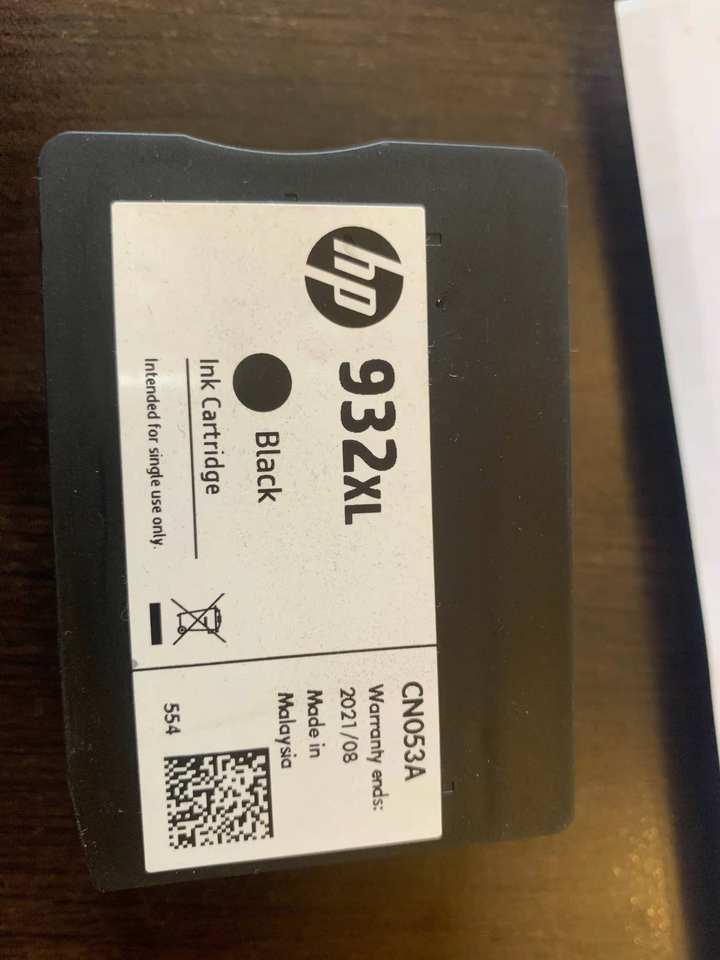 hp
932XL
Black
Ink Cartridge
Intended for single use only.
CN053A
Warranty ends:
2021/08
Made in
Malaysia
554